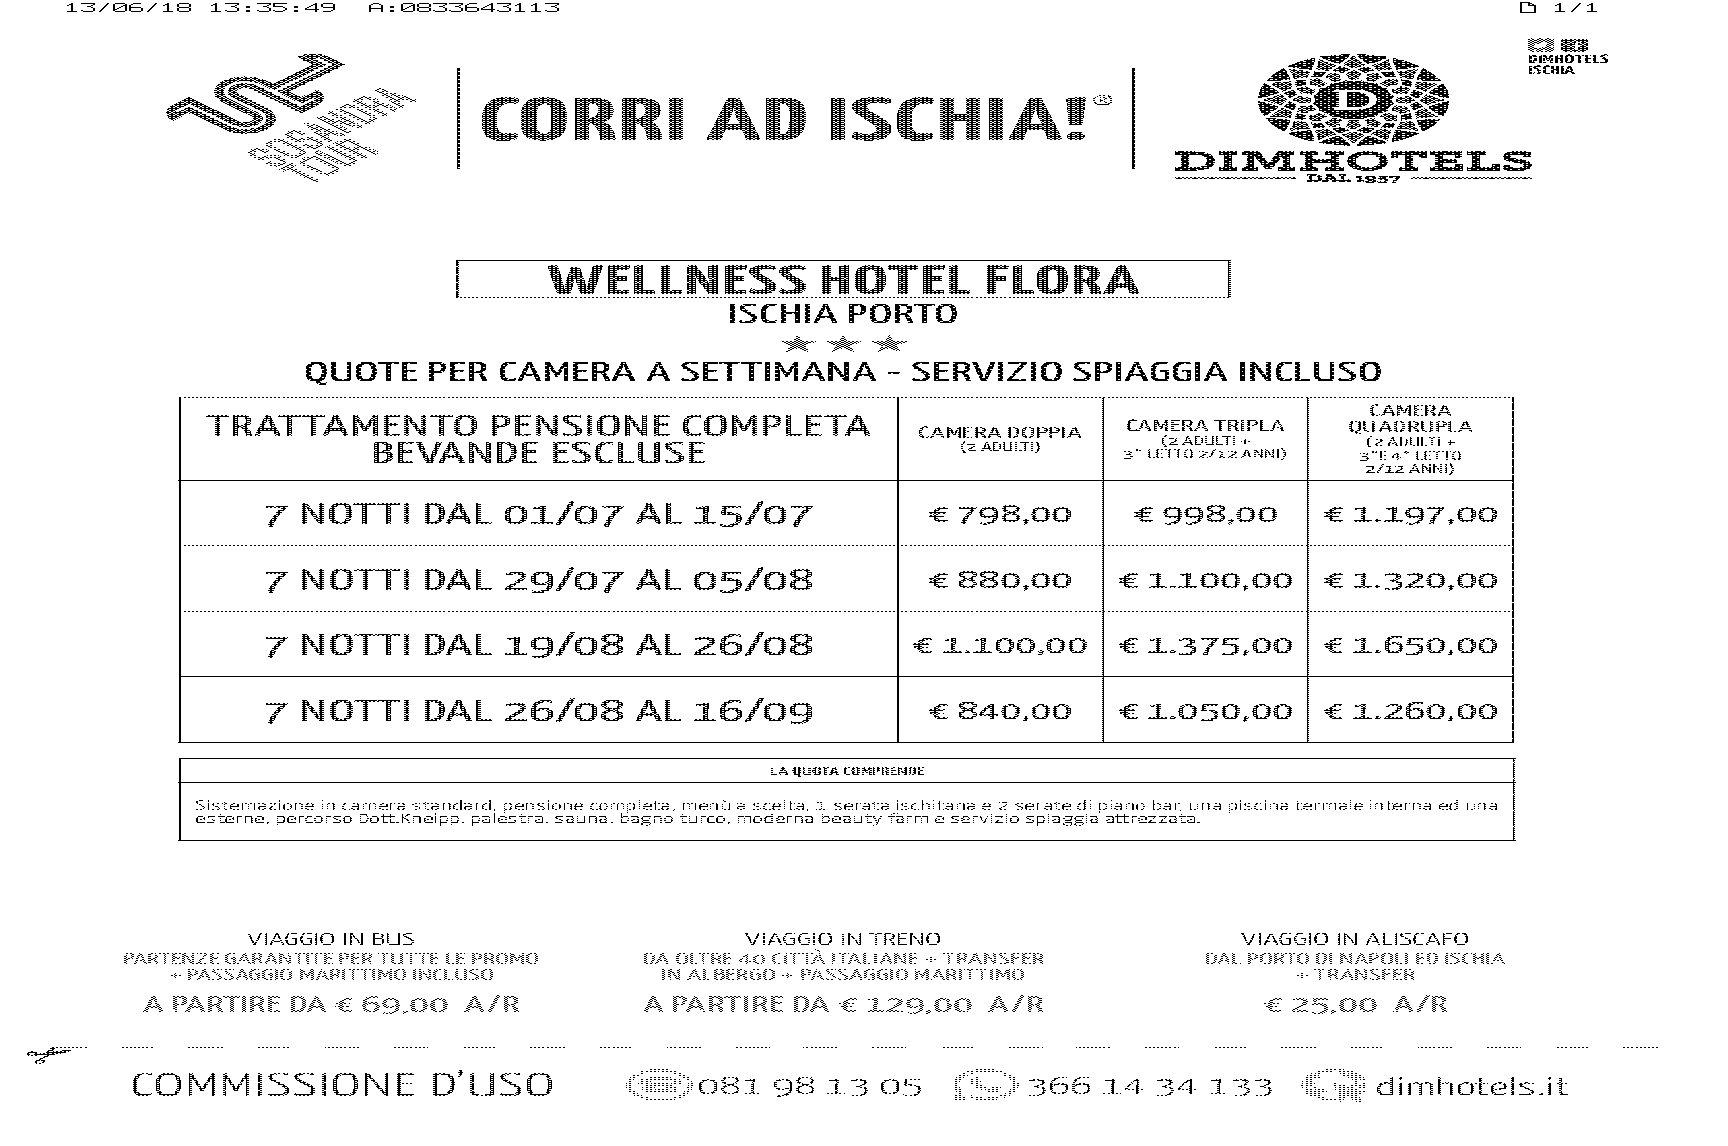 13/06/18 13:35:49 A:0833643113 1/1
DIMHOTELS
ISCHIA
CORRI AD ISCHIA!®
D
DIMHOTELS
DAL 1957
WELLNESS HOTEL FLORA
ISCHIA PORTO
QUOTE PER CAMERA A SETTIMANA - SERVIZIO SPIAGGIA INCLUSO
TRATTAMENTO PENSIONE COMPLETA
BEVANDE ESCLUSE
CAMERA DOPPIA
(2 ADULTI)
CAMERA TRIPLA
(2 ADULTI +
3° LETTO 2/12 ANNI)
CAMERA
QUADRUPLA
(2 ADULTI +
3°E 4° LETTO
2/12 ANNI)
7 NOTTI DAL 01/07 AL 15/07 € 798,00 € 998,00 € 1.197,00
7 NOTTI DAL 29/07 AL 05/08 € 880,00 € 1.100,00 € 1.320,00
7 NOTTI DAL 19/08 AL 26/08 € 1.100,00 € 1.375,00 € 1.650,00
7 NOTTI DAL 26/08 AL 16/09 € 840,00 € 1.050,00 € 1.260,00
LA QUOTA COMPRENDE
Sistemazione in camera standard, pensione completa, menù a scelta, 1 serata ischitana e 2 serate di piano bar, una piscina termale interna ed una
esterne, percorso Dott.Kneipp, palestra, sauna, bagno turco, moderna beauty farm e servizio spiaggia attrezzata.
VIAGGIO IN BUS
PARTENZE GARANTITE PER TUTTE LE PROMO
+ PASSAGGIO MARITTIMO INCLUSO
A PARTIRE DA € 69,00 A/R
VIAGGIO IN TRENO
DA OLTRE 40 CITTÀ ITALIANE + TRANSFER
IN ALBERGO + PASSAGGIO MARITTIMO
A PARTIRE DA € 129,00 A/R
VIAGGIO IN ALISCAFO
DAL PORTO DI NAPOLI ED ISCHIA
+ TRANSFER
€ 25,00 A/R
COMMISSIONE D'USO 081 98 13 05 366 14 34 133 dimhotels.it